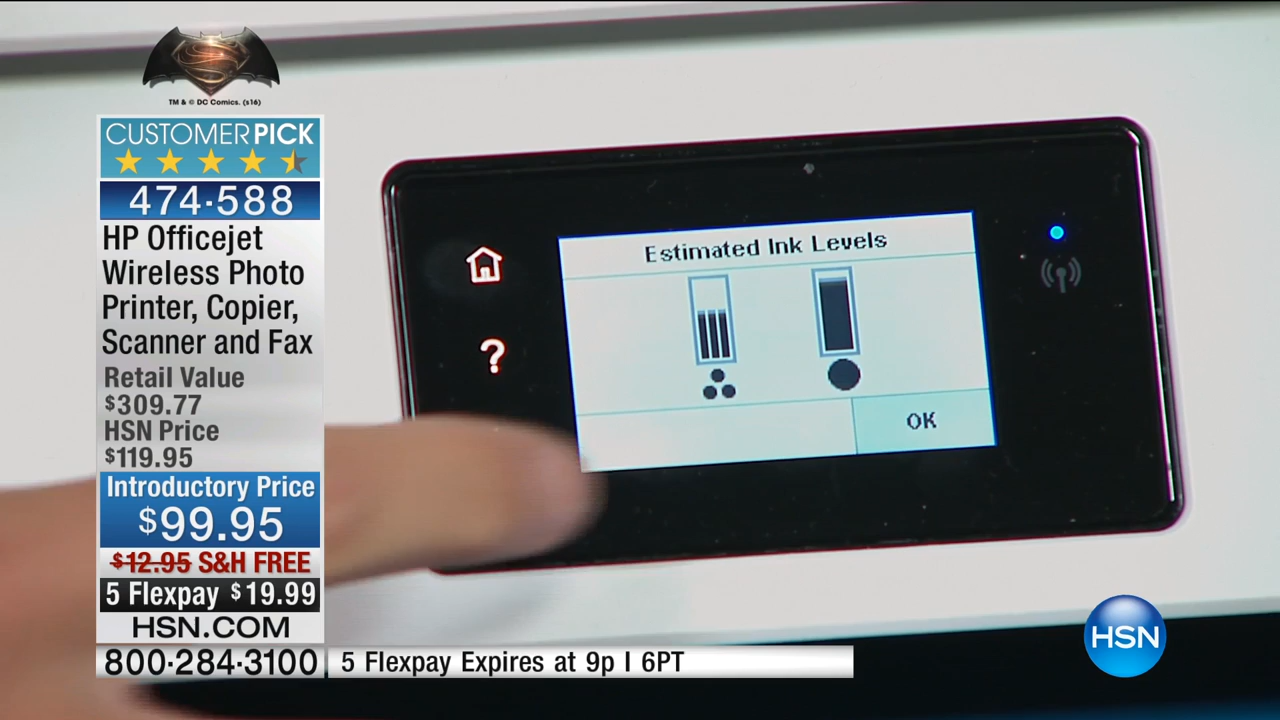 TM & © DC Comics. (s16)
CUSTOMER PICK
474-588
HP Officejet
Wireless Photo
Printer, Copier,
Scanner and Fax
Retail Value
$309.77
HSN Price
$119.95
Introductory Price
$99.95
$12.95 S&H FREE
5 Flexpay $19.99
HSN.COM
800-284-3100
5 Flexpay Expires at 9p | 6PT
Estimated Ink Levels
?
OK
HSN